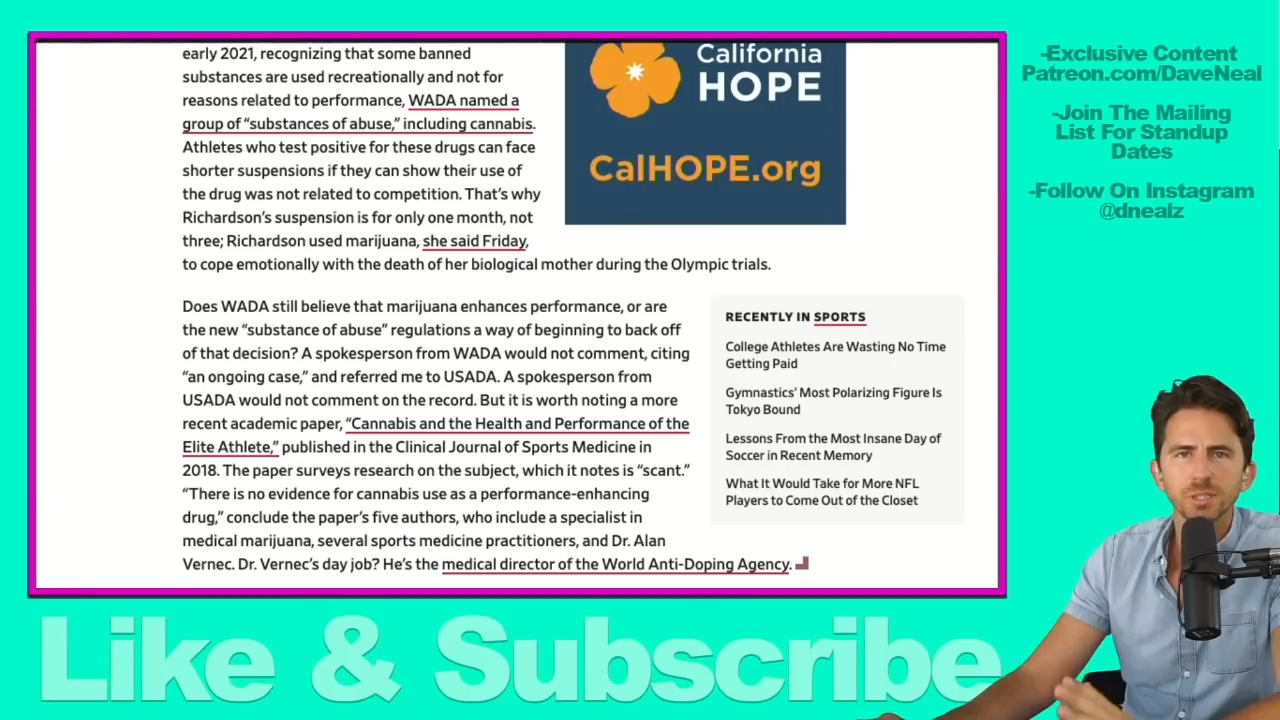 early 2021, recognizing that some banned
substances are used recreationally and not for
reasons related to performance, WADA named a
group of “substances of abuse,” including cannabis.
Athletes who test positive for these drugs can face
shorter suspensions if they can show their use of
the drug was not related to competition. That’s why
Richardson’s suspension is for only one month, not
three; Richardson used marijuana, she said Friday,
to cope emotionally with the death of her biological mother during the Olympic trials.
California
HOPE
CalHOPE.org
Does WADA still believe that marijuana enhances performance, or are
the new “substance of abuse” regulations a way of beginning to back off
of that decision? A spokesperson from WADA would not comment, citing
“an ongoing case,” and referred me to USADA. A spokesperson from
USADA would not comment on the record. But it is worth noting a more
recent academic paper, “Cannabis and the Health and Performance of the
Elite Athlete,” published in the Clinical Journal of Sports Medicine in
2018. The paper surveys research on the subject, which it notes is “scant.”
“There is no evidence for cannabis use as a performance-enhancing
drug,” conclude the paper’s five authors, who include a specialist in
medical marijuana, several sports medicine practitioners, and Dr. Alan
Vernec. Dr. Vernec’s day job? He’s the medical director of the World Anti-Doping Agency.
RECENTLY IN SPORTS
College Athletes Are Wasting No Time
Getting Paid
Gymnastics’ Most Polarizing Figure Is
Tokyo Bound
Lessons From the Most Insane Day of
Soccer in Recent Memory
What It Would Take for More NFL
Players to Come Out of the Closet
-Exclusive Content
Patreon.com/DaveNeal
-Join The Mailing
List For Standup
Dates
-Follow On Instagram
@dnealz
Like & Subscribe